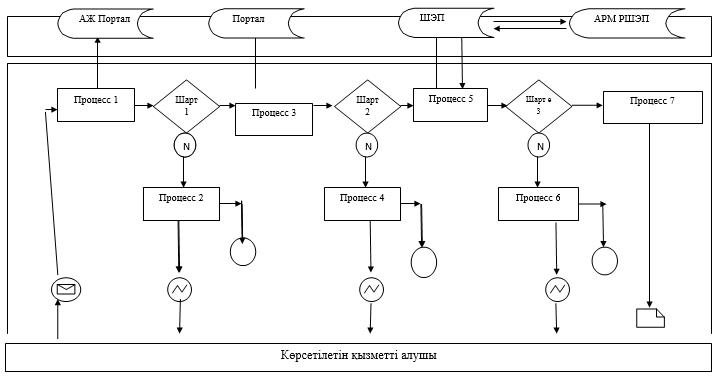 АЖ Портал
Портал
ШЭП
АРМ РШЭП
Процесс 1
Шарт
1
Процесс 3
Шарт
2
Процесс 5
Шарт е
3
Процесс 7
N
N
N
Процесс 2
Процесс 4
Процесс 6
Көрсетілетін қызметті алушы